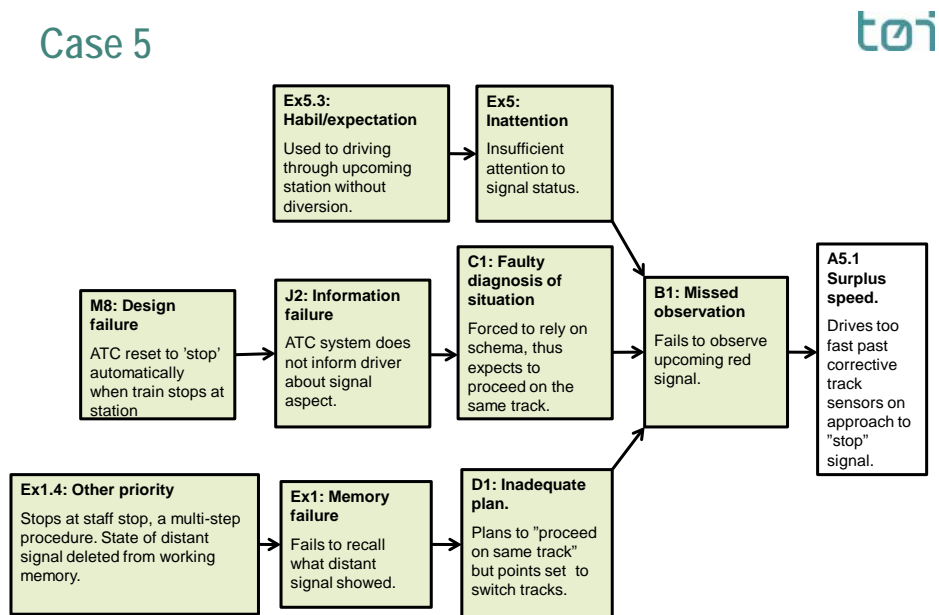 Case 5
tøi
Ex5.3:
Habil/expectation
Used to driving
through upcoming
station without
diversion.
Ex5:
Inattention
Insufficient
attention to
signal status.
M8: Design
failure
ATC reset to ’stop’
automatically
when train stops at
station
J2: Information
failure
ATC system does
not inform driver
about signal
aspect.
C1: Faulty
diagnosis of
situation
Forced to rely on
schema, thus
expects to
proceed on the
same track.
B1: Missed
observation
Fails to observe
upcoming red
signal.
A5.1
Surplus
speed.
Drives too
fast past
corrective
track
sensors on
approach to
”stop”
signal.
Ex1.4: Other priority
Stops at staff stop, a multi-step
procedure. State of distant
signal deleted from working
memory.
Ex1: Memory
failure
Fails to recall
what distant
signal showed.
D1: Inadequate
plan.
Plans to ”proceed
on same track”
but points set to
switch tracks.